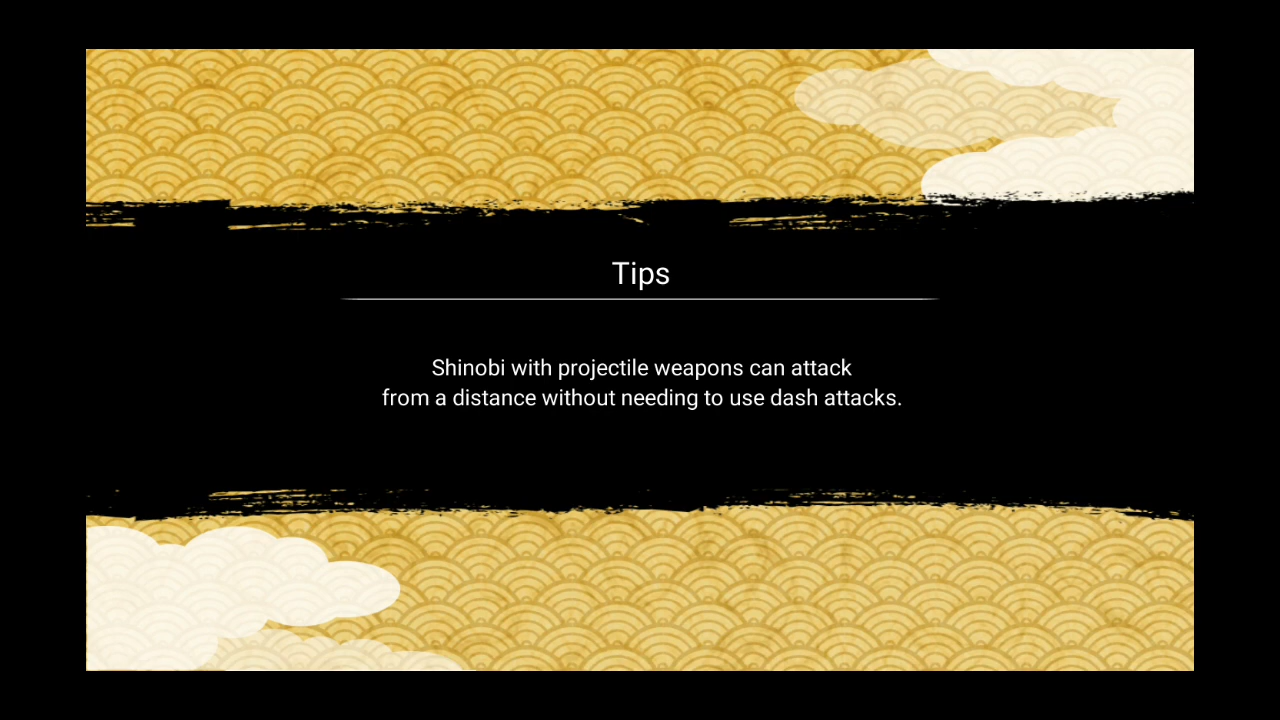 Tips
Shinobi with projectile weapons can attack
from a distance without needing to use dash attacks.